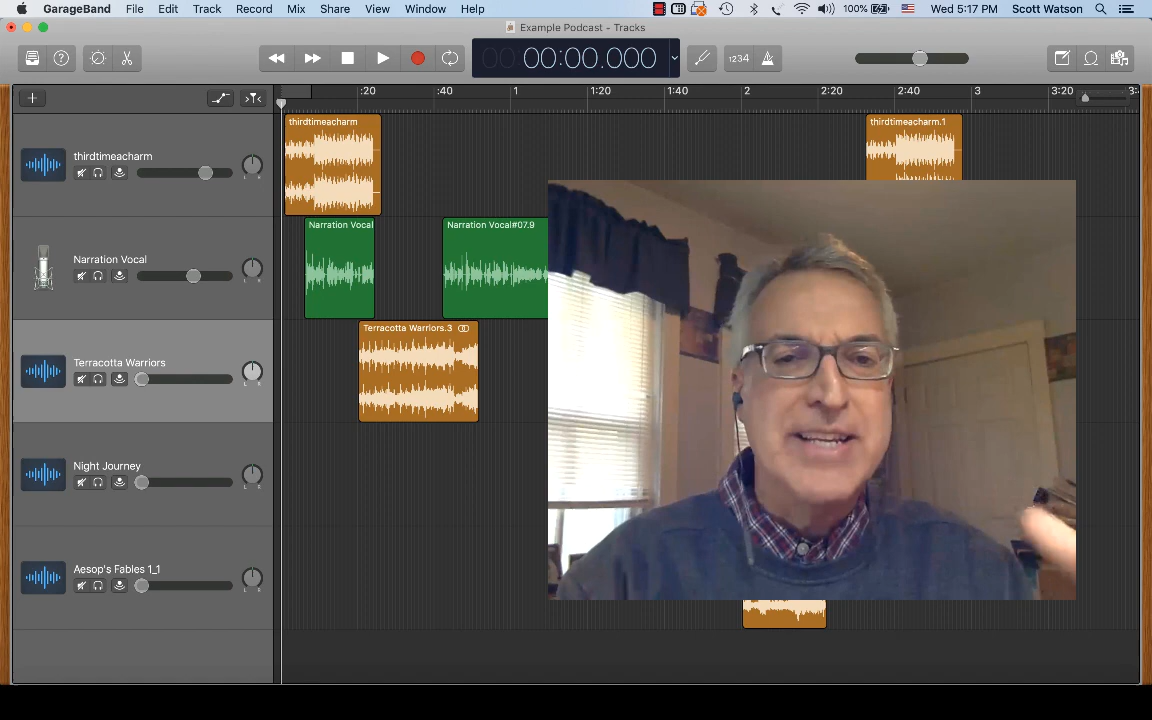 GarageBand File Edit Track Record Mix Share View Window Help 100% Wed 5:17 PM Scott Watson
Example Podcast - Tracks
00:00.000
1234
:20 :40 1 1:20 1:40 2 2:20 2:40 3 3:20
thirdtimeacharm
L R
thirdtimeacharm
thirdtimeacharm.1
Narration Vocal
L R
Narration Vocal
Narration Vocal#07.9
Terracotta Warriors
L R
Terracotta Warriors.3
Night Journey
L R
Aesop's Fables 1_1
L R